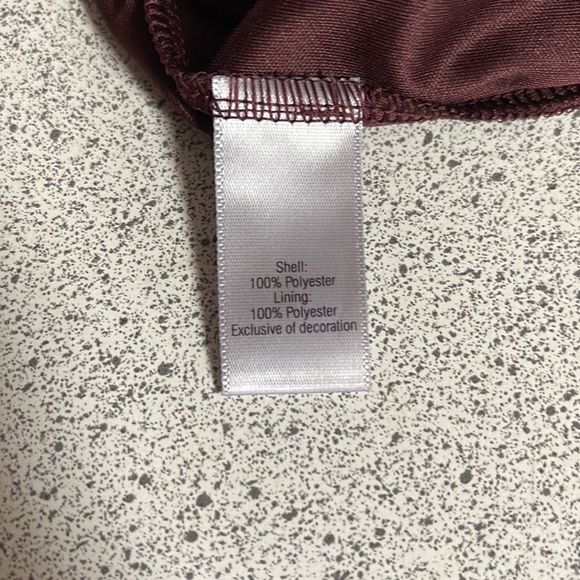 Shell:
100% Polyester
Lining:
100% Polyester
Exclusive of decoration